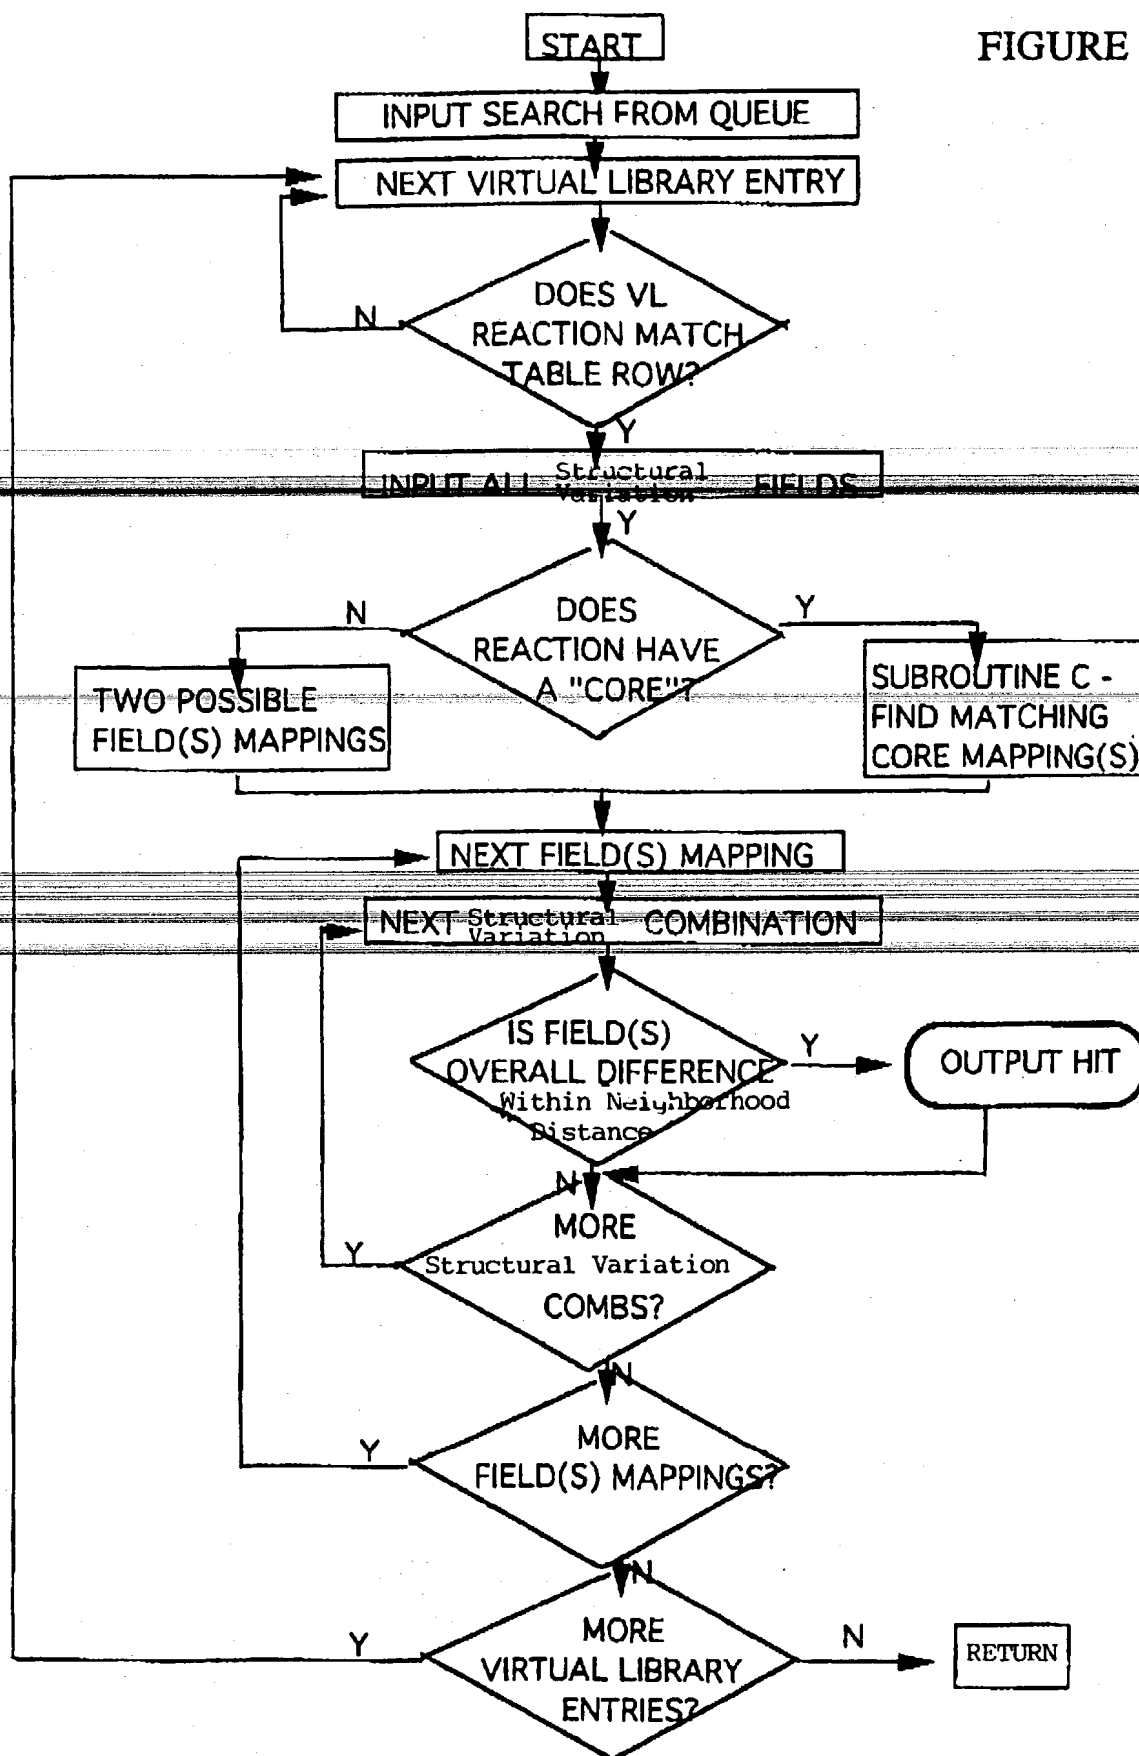 START
FIGURE
INPUT SEARCH FROM QUEUE
NEXT VIRTUAL LIBRARY ENTRY
DOES VL
REACTION MATCH
TABLE ROW?
N
Y
INPUT ALL Structural Variation FIELDS
Y
DOES
REACTION HAVE
A "CORE"?
N
Y
TWO POSSIBLE
FIELD(S) MAPPINGS
SUBROUTINE C -
FIND MATCHING
CORE MAPPING(S)
NEXT FIELD(S) MAPPING
NEXT Structural Variation COMBINATION
IS FIELD(S)
OVERALL DIFFERENCE
Within Neighborhood
Distance
Y
OUTPUT HIT
N
MORE
Structural Variation
COMBS?
Y
N
MORE
FIELD(S) MAPPINGS?
Y
N
MORE
VIRTUAL LIBRARY
ENTRIES?
Y
N
RETURN